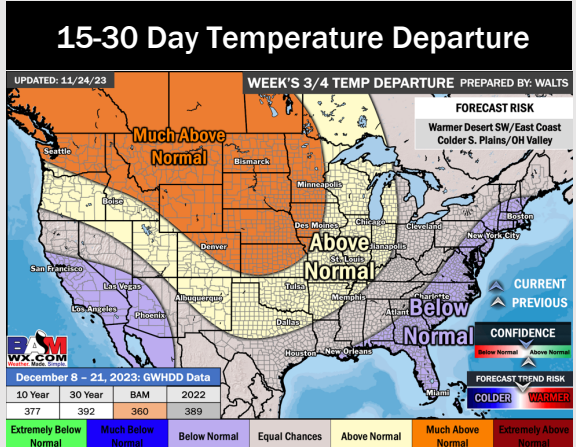 15-30 Day Temperature Departure
UPDATED: 11/24/23
WEEK'S 3/4 TEMP DEPARTURE PREPARED BY: WALTS
FORECAST RISK
Warmer Desert SW/East Coast
Colder S. Plains/OH Valley
Much Above
Normal
Seattle
Bismarck
Minneapolis
Boise
Boston
Des Moines
Chicago
Cleveland
New York City
Denver
Above
Normal
dianapolis
St. Louis
San Francisco
Las Vegas
Tulsa
Memphis
CURRENT
PREVIOUS
Albuquerque
Los Angeles
Phoenix
Charlotte
Atlant
Below
Normal
Dallas
Houston
New Orleans
Miami
CONFIDENCE
Below Normal
Above Normal
FORECAST TREND RISK
COLDER
WARMER
BAM
WX.COM
Weather. Made. Simple.
December 8 – 21, 2023: GWHDD Data
10 Year 30 Year BAM 2022
377 392 360 389
Extremely Below
Normal
Much Below
Normal
Below Normal
Equal Chances
Above Normal
Much Above
Normal
Extremely Above
Normal